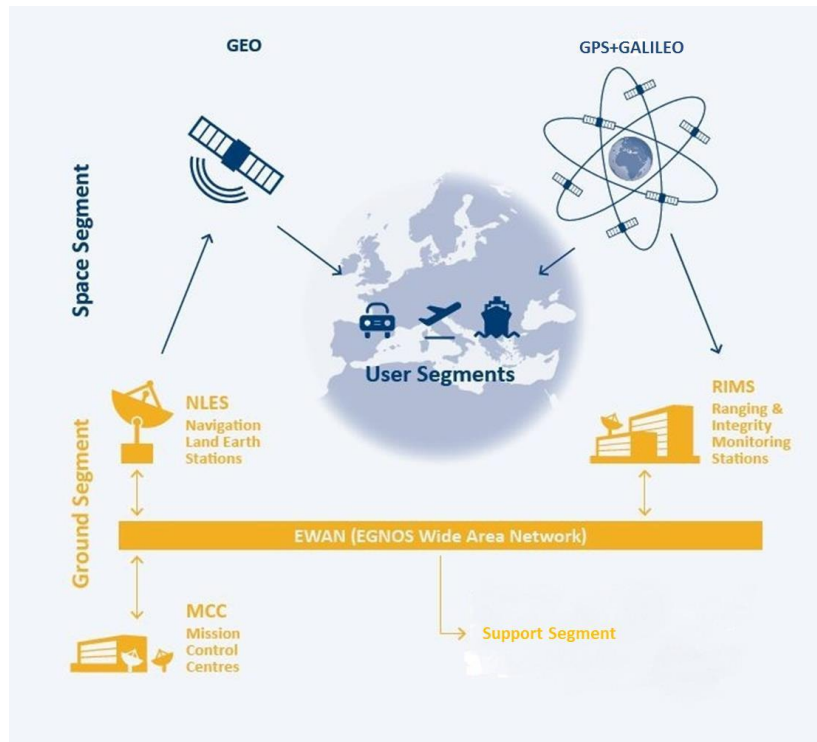 GEO
GPS+GALILEO
Space Segment
User Segments
NLES
Navigation
Land Earth
Stations
RIMS
Ranging &
Integrity
Monitoring
Stations
Ground Segment
EWAN (EGNOS Wide Area Network)
MCC
Mission
Control
Centres
Support Segment